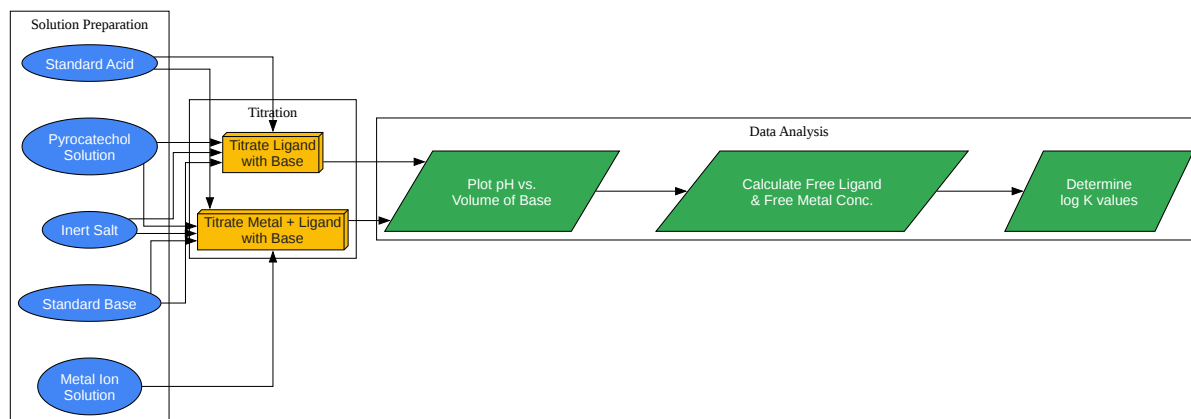 Solution Preparation
Standard Acid
Pyrocatechol
Solution
Inert Salt
Standard Base
Metal Ion
Solution
Titration
Titrate Ligand
with Base
Titrate Metal + Ligand
with Base
Data Analysis
Plot pH vs.
Volume of Base
Calculate Free Ligand
& Free Metal Conc.
Determine
log K values